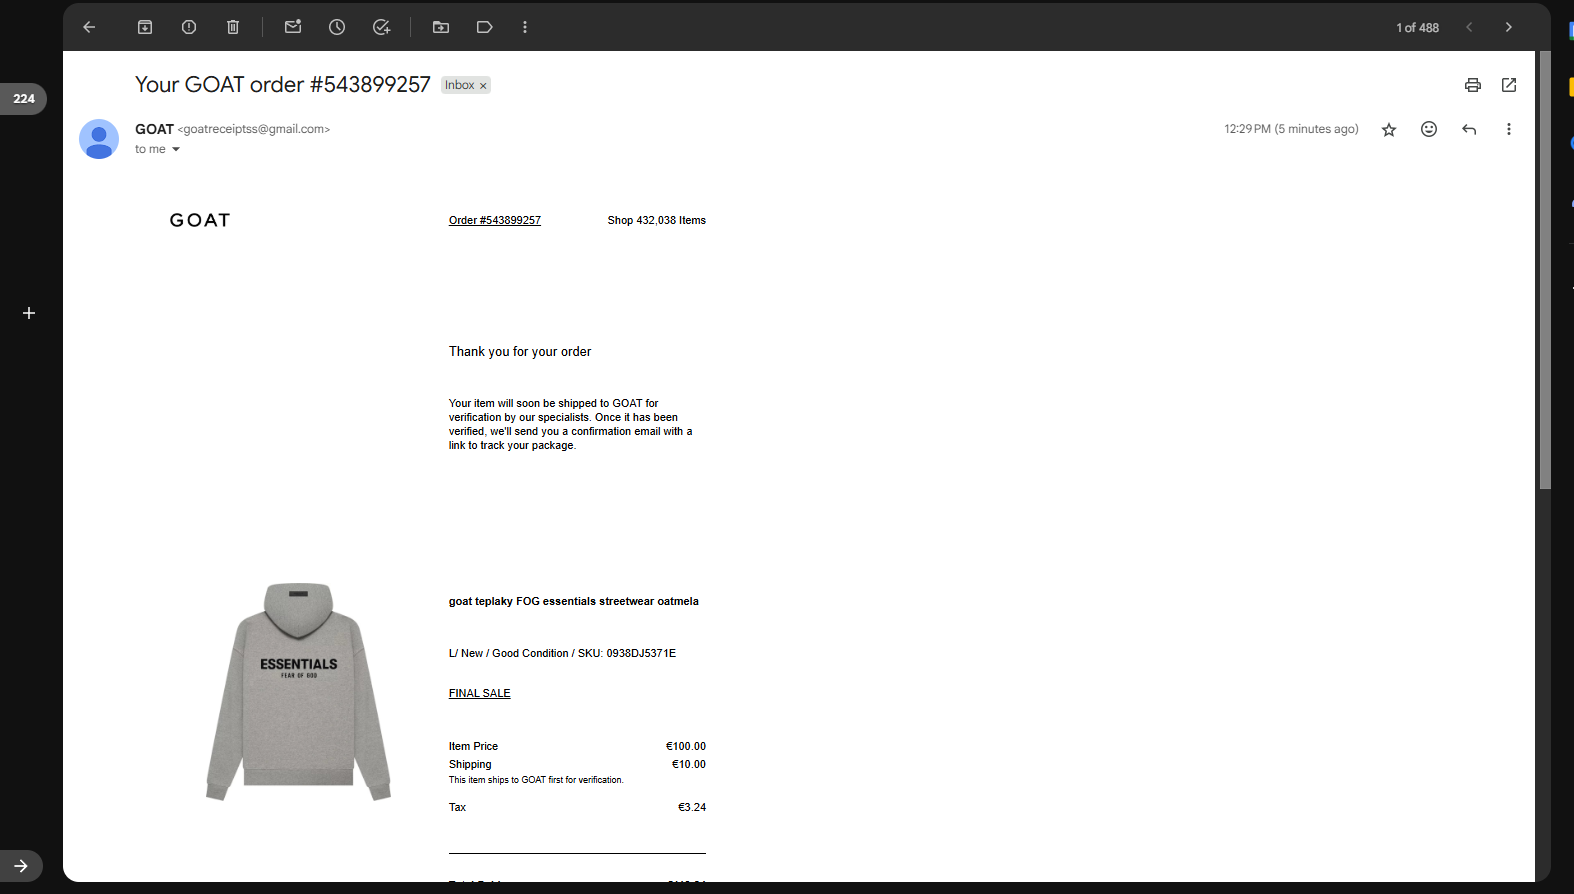 1 of 488
Your GOAT order #543899257 Inbox ×
224
GOAT <goatreceiptss@gmail.com> 12:29 PM (5 minutes ago)
to me
GOAT Order #543899257 Shop 432,038 Items
Thank you for your order
Your item will soon be shipped to GOAT for
verification by our specialists. Once it has been
verified, we'll send you a confirmation email with a
link to track your package.
goat teplaky FOG essentials streetwear oatmela
L/ New / Good Condition / SKU: 0938DJ5371E
ESSENTIALS
FEAR OF GOD
FINAL SALE
Item Price €100.00
Shipping €10.00
This item ships to GOAT first for verification.
Tax €3.24